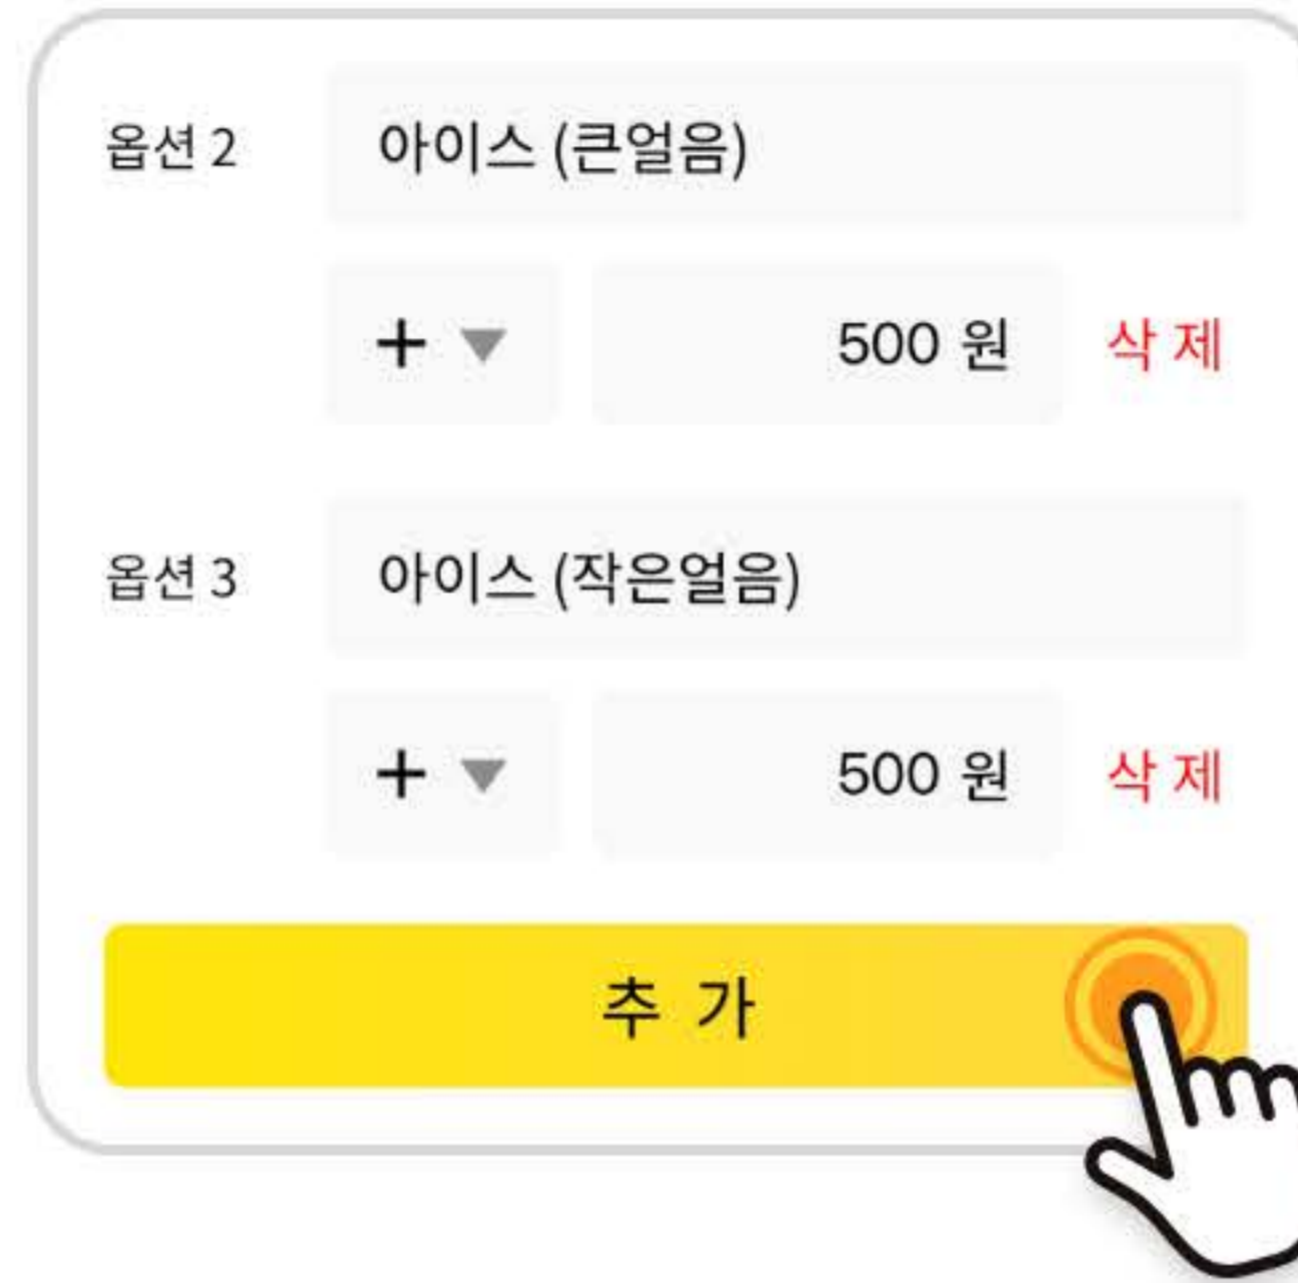 옵션 2 아이스 (큰얼음)
+ ▼ 500 원 삭제
옵션 3 아이스 (작은얼음)
+ ▼ 500 원 삭제
추 가